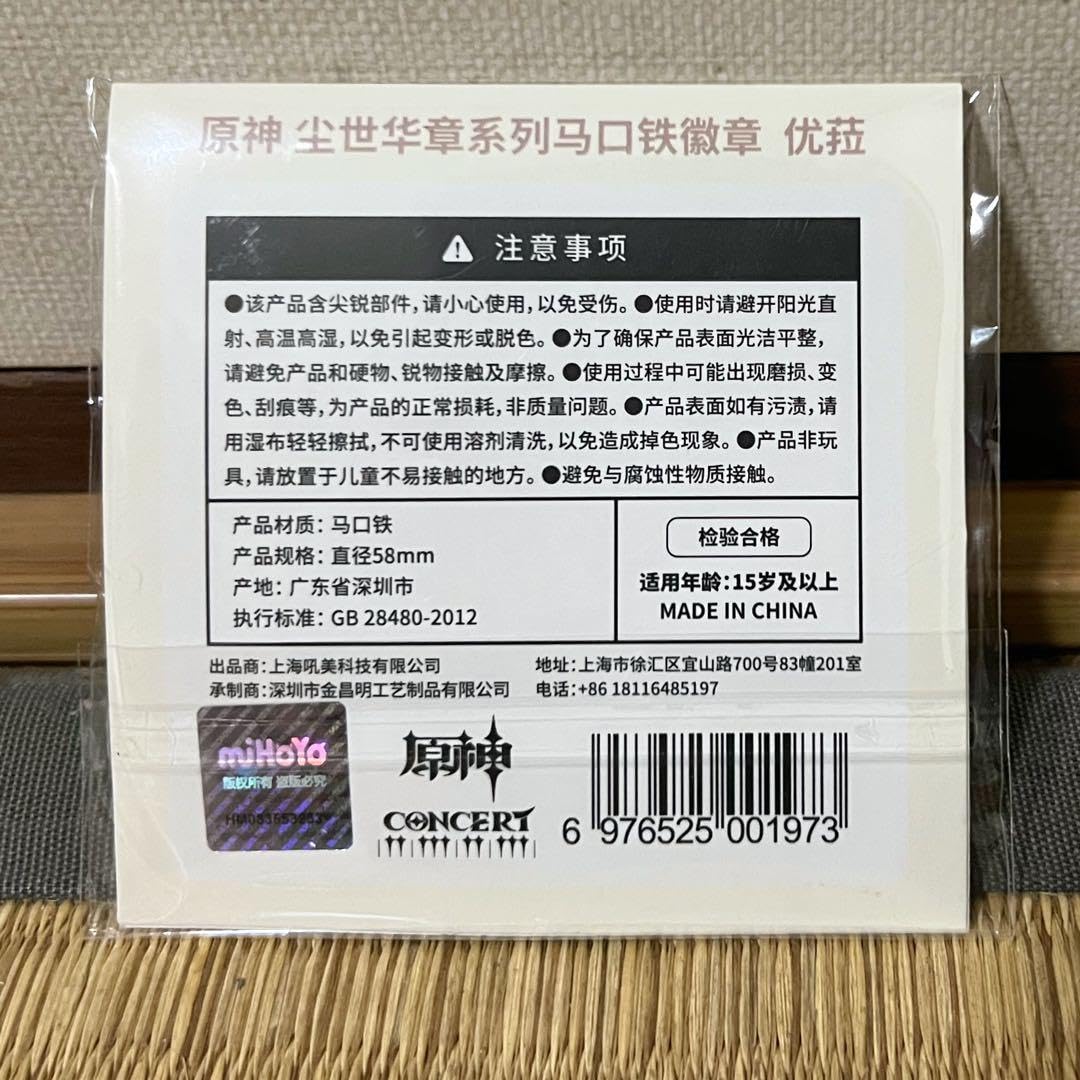 原神 尘世华章系列马口铁徽章 优菈
注意事项
●该产品含尖锐部件,请小心使用,以免受伤。●使用时请避开阳光直
射、高温高湿,以免引起变形或脱色。●为了确保产品表面光洁平整,
请避免产品和硬物、锐物接触及摩擦。●使用过程中可能出现磨损、变
色、刮痕等,为产品的正常损耗,非质量问题。●产品表面如有污渍,请
用湿布轻轻擦拭,不可使用溶剂清洗,以免造成掉色现象。●产品非玩
具,请放置于儿童不易接触的地方。●避免与腐蚀性物质接触。
产品材质: 马口铁
产品规格: 直径58mm
产地: 广东省深圳市
执行标准: GB 28480-2012
检验合格
适用年龄:15岁及以上
MADE IN CHINA
出品商:上海吼美科技有限公司
承制商:深圳市金昌明工艺制品有限公司
地址:上海市徐汇区宜山路700号83幢201室
电话:+86 18116485197
miHoYo
版权所有 盗版必究
原神
CONCERT
6 976525 001973